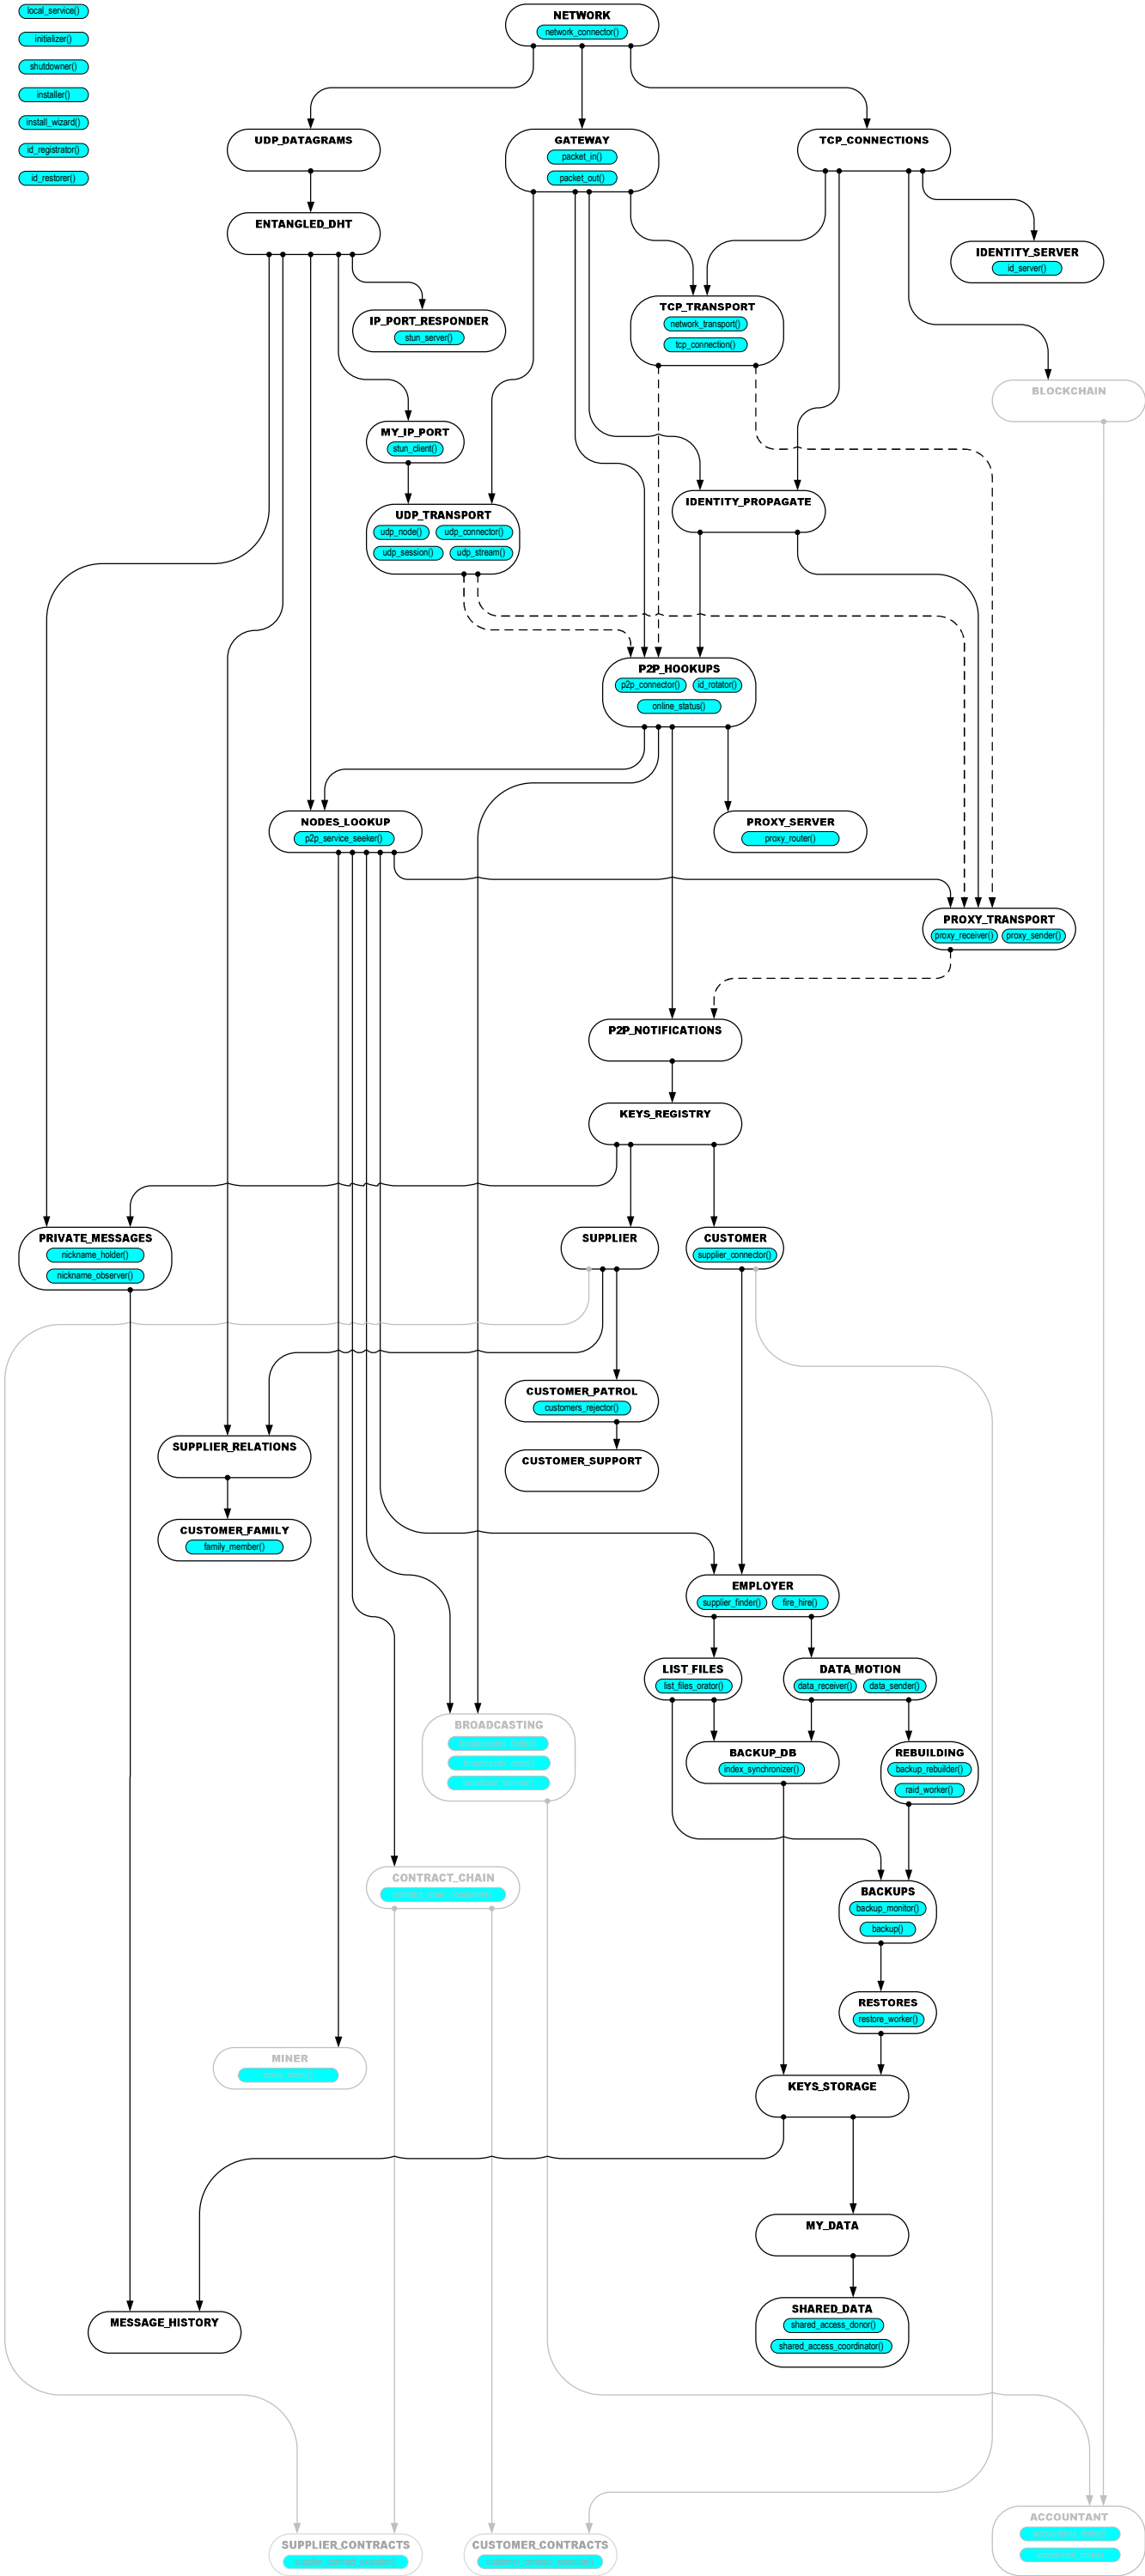 local_service()
initializer()
shutdowner()
installer()
install_wizard()
id_registrator()
id_restorer()
NETWORK
network_connector()
UDP_DATAGRAMS
GATEWAY
packet_in()
packet_out()
TCP_CONNECTIONS
ENTANGLED_DHT
IDENTITY_SERVER
id_server()
IP_PORT_RESPONDER
stun_server()
TCP_TRANSPORT
network_transport()
tcp_connection()
BLOCKCHAIN
MY_IP_PORT
stun_client()
IDENTITY_PROPAGATE
UDP_TRANSPORT
udp_node() udp_connector()
udp_session() udp_stream()
P2P_HOOKUPS
p2p_connector() id_rotator()
online_status()
NODES_LOOKUP
p2p_service_seeker()
PROXY_SERVER
proxy_router()
PROXY_TRANSPORT
proxy_receiver() proxy_sender()
P2P_NOTIFICATIONS
KEYS_REGISTRY
PRIVATE_MESSAGES
nickname_holder()
nickname_observer()
SUPPLIER
CUSTOMER
supplier_connector()
CUSTOMER_PATROL
customers_rejector()
SUPPLIER_RELATIONS
CUSTOMER_SUPPORT
CUSTOMER_FAMILY
family_member()
EMPLOYER
supplier_finder() fire_hire()
LIST_FILES
list_files_orator()
DATA_MOTION
data_receiver() data_sender()
BROADCASTING
BACKUP_DB
index_synchronizer()
REBUILDING
backup_rebuilder()
raid_worker()
CONTRACT_CHAIN
BACKUPS
backup_monitor()
backup()
RESTORES
restore_worker()
MINER
KEYS_STORAGE
MY_DATA
MESSAGE_HISTORY
SHARED_DATA
shared_access_donor()
shared_access_coordinator()
ACCOUNTANT
SUPPLIER_CONTRACTS
CUSTOMER_CONTRACTS